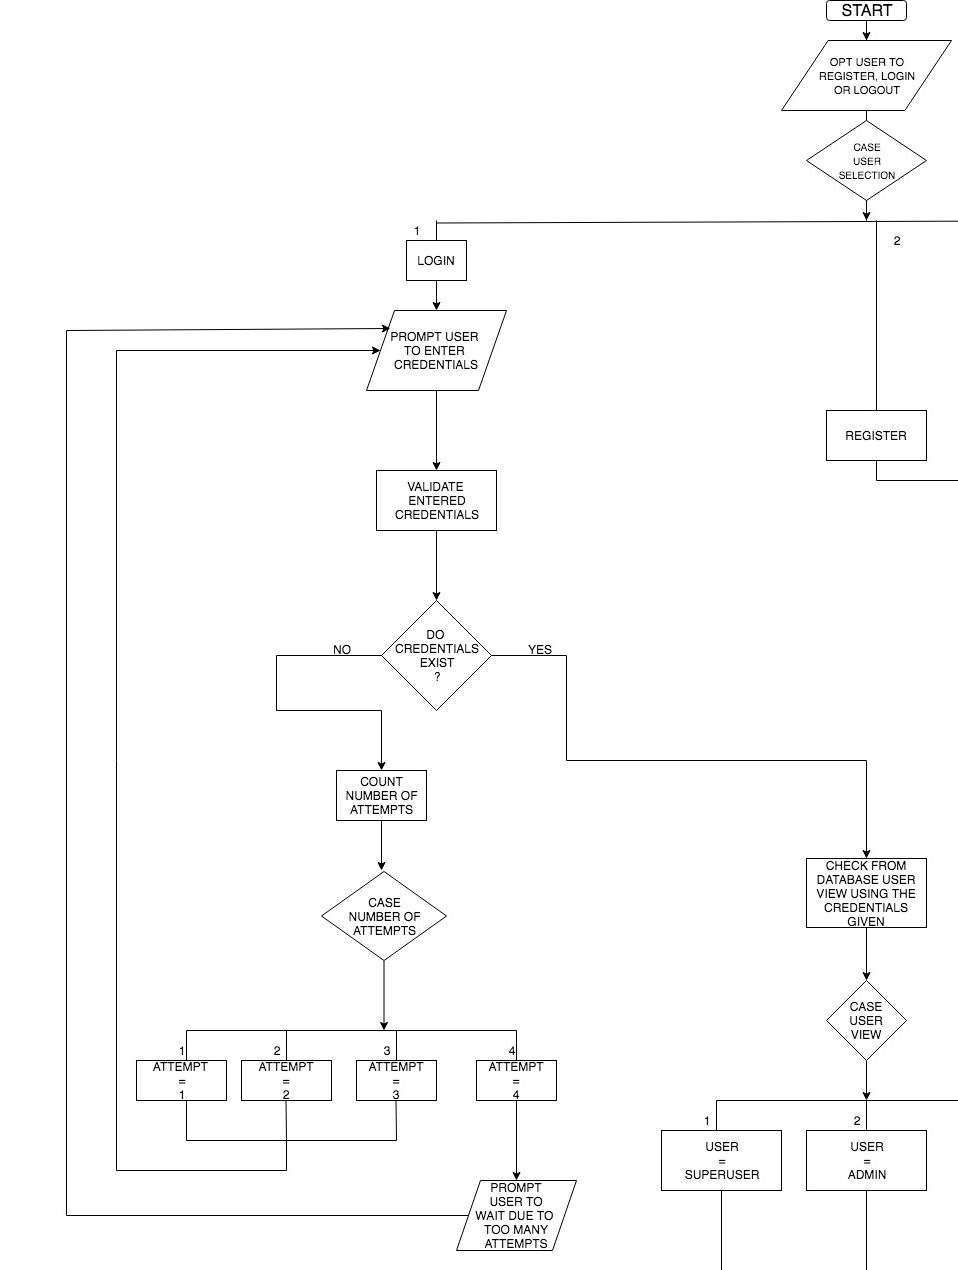 START
OPT USER TO
REGISTER, LOGIN
OR LOGOUT
CASE
USER
SELECTION
1
2
LOGIN
PROMPT USER
TO ENTER
CREDENTIALS
REGISTER
VALIDATE
ENTERED
CREDENTIALS
DO
CREDENTIALS
EXIST
?
NO
YES
COUNT
NUMBER OF
ATTEMPTS
CASE
NUMBER OF
ATTEMPTS
CHECK FROM
DATABASE USER
VIEW USING THE
CREDENTIALS
GIVEN
CASE
USER
VIEW
1
2
3
4
ATTEMPT
=
1
ATTEMPT
=
2
ATTEMPT
=
3
ATTEMPT
=
4
1
2
USER
=
SUPERUSER
USER
=
ADMIN
PROMPT
USER TO
WAIT DUE TO
TOO MANY
ATTEMPTS